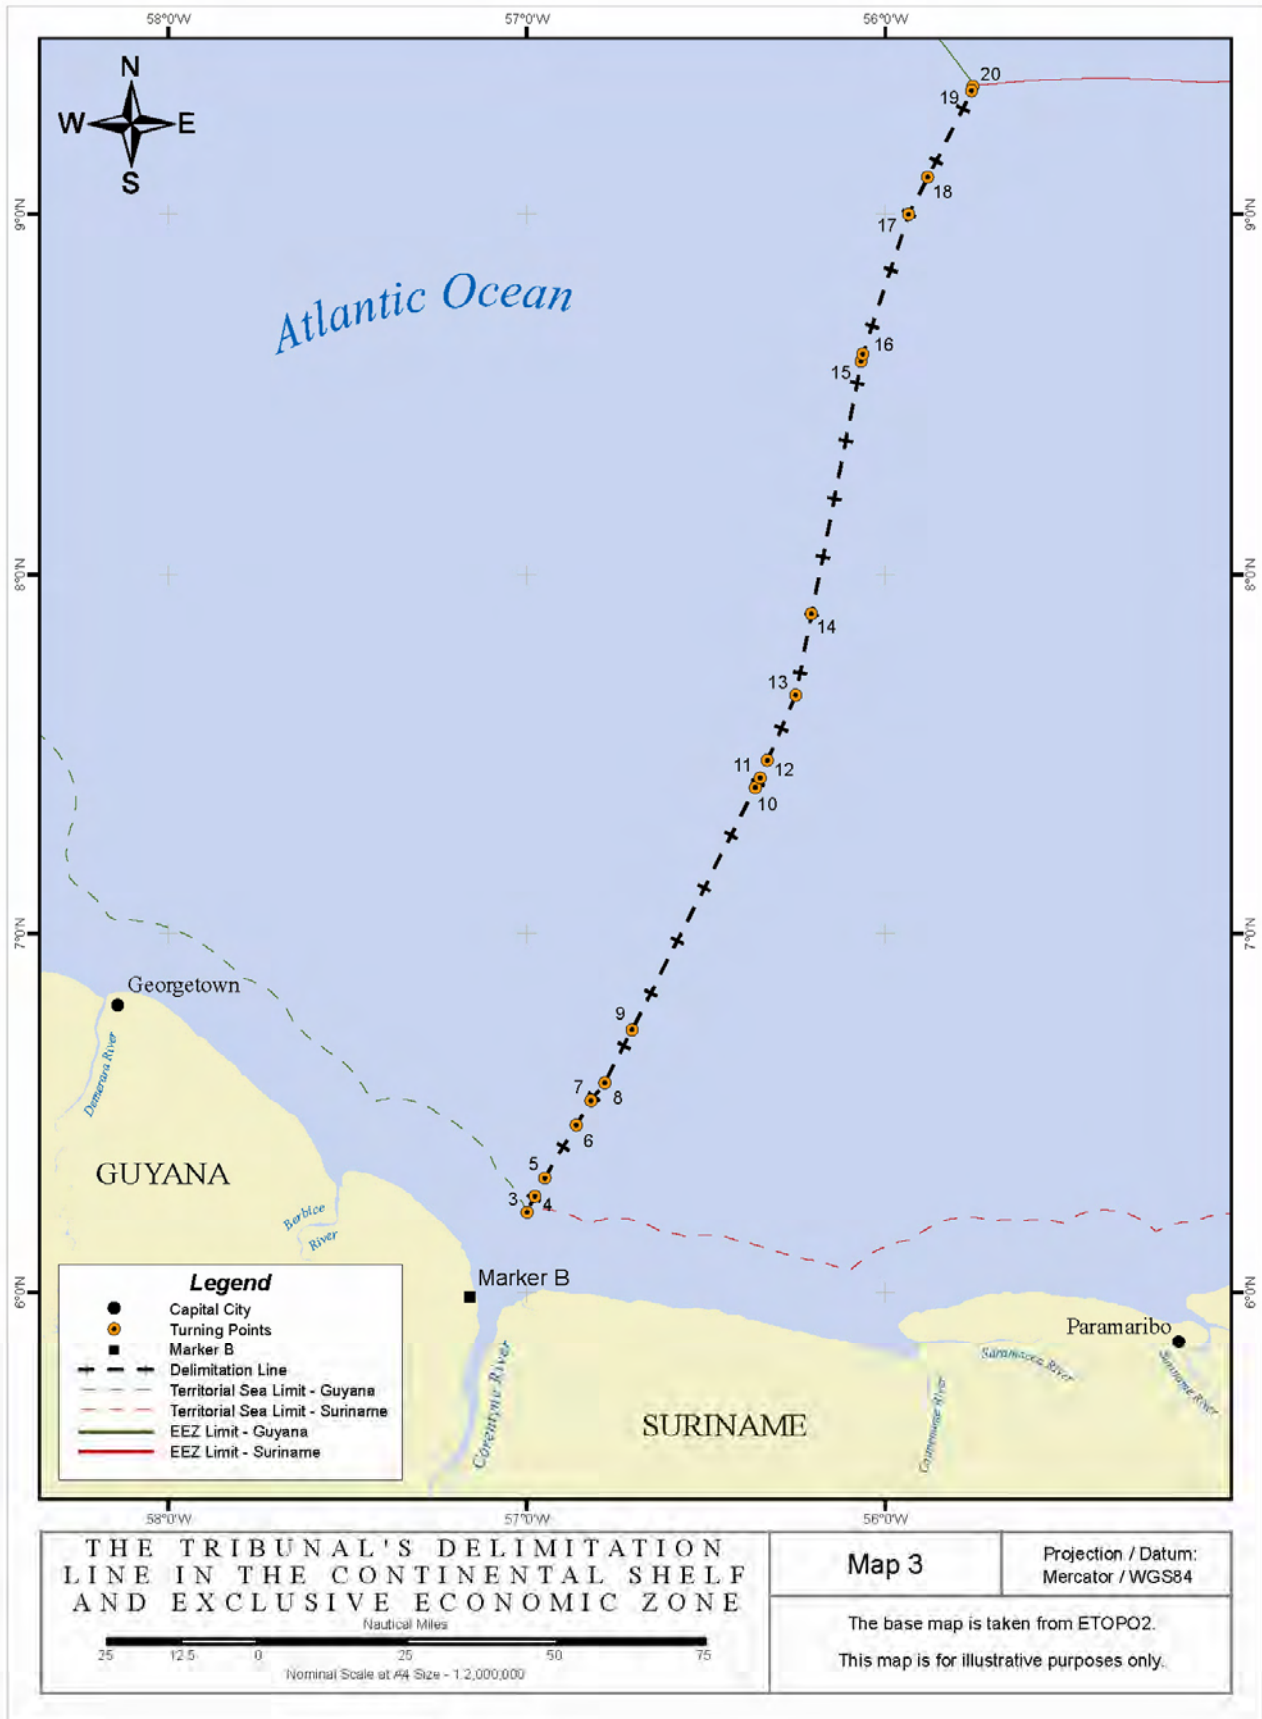 58°0'W
57°0'W
56°0'W
N
W
E
S
20
19
18
9°0'N
9°0'N
17
Atlantic Ocean
16
15
8°0'N
8°0'N
14
13
11
12
10
7°0'N
7°0'N
Georgetown
9
Demerara River
7
8
6
GUYANA
5
3
4
Berbice
River
Marker B
6°0'N
6°0'N
Legend
Capital City
Turning Points
Marker B
Delimitation Line
Territorial Sea Limit - Guyana
Territorial Sea Limit - Suriname
EEZ Limit - Guyana
EEZ Limit - Suriname
Paramaribo
Corentyne River
Saramacca River
Suriname River
Coppename River
SURINAME
58°0'W
57°0'W
56°0'W
THE TRIBUNAL'S DELIMITATION
LINE IN THE CONTINENTAL SHELF
AND EXCLUSIVE ECONOMIC ZONE
Nautical Miles
25 12.5 0 25 50 75
Nominal Scale at A4 Size - 1:2,000,000
Map 3
Projection / Datum:
Mercator / WGS84
The base map is taken from ETOPO2.
This map is for illustrative purposes only.